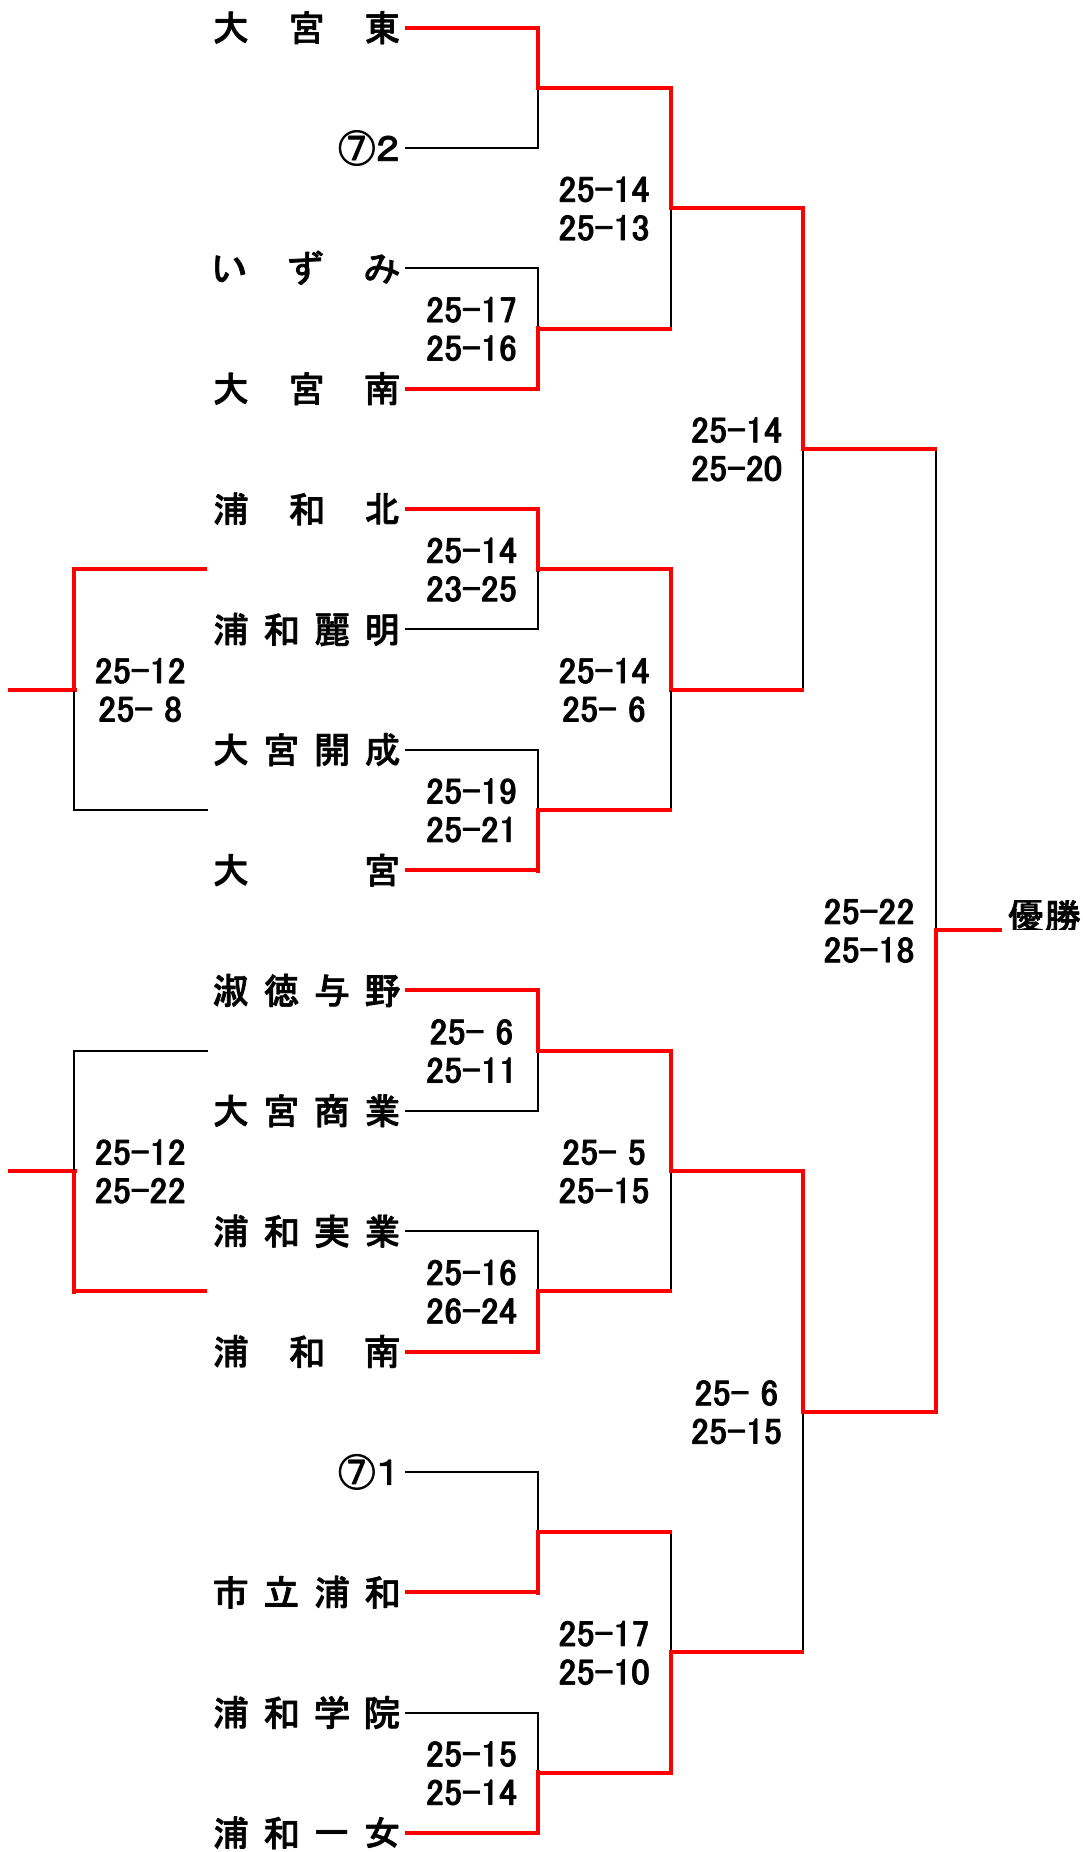 大宮東
⑦2
25-14
25-13
いずみ
25-17
25-16
大宮南
25-14
25-20
浦和北
25-14
23-25
浦和麗明
25-12
25- 8
25-14
25- 6
大宮開成
25-19
25-21
大宮
25-22
25-18
優勝
淑徳与野
25- 6
25-11
大宮商業
25-12
25-22
25- 5
25-15
浦和実業
25-16
26-24
浦和南
25- 6
25-15
⑦1
市立浦和
25-17
25-10
浦和学院
25-15
25-14
浦和一女